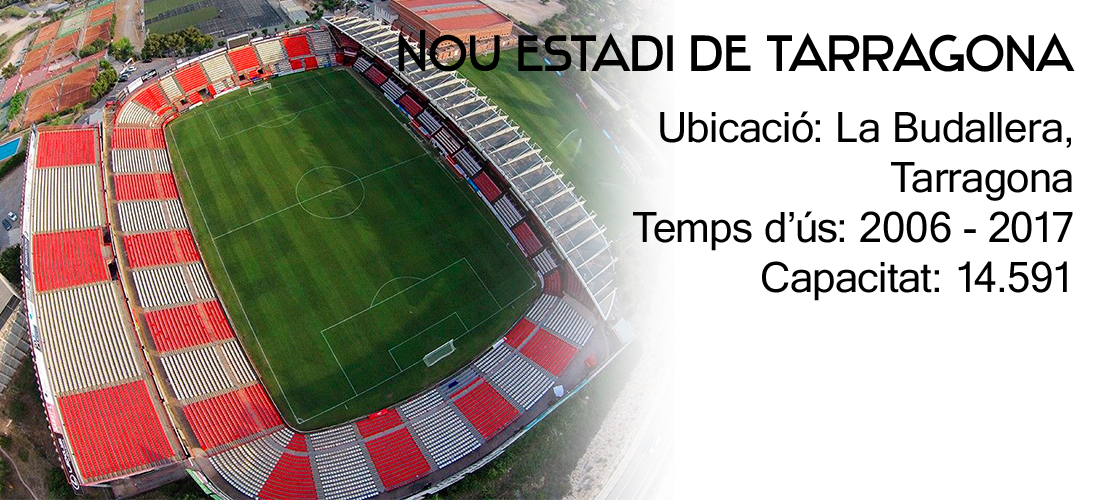 NOU ESTADI DE TARRAGONA
Ubicació: La Budallera,
Tarragona
Temps d’ús: 2006 - 2017
Capacitat: 14.591